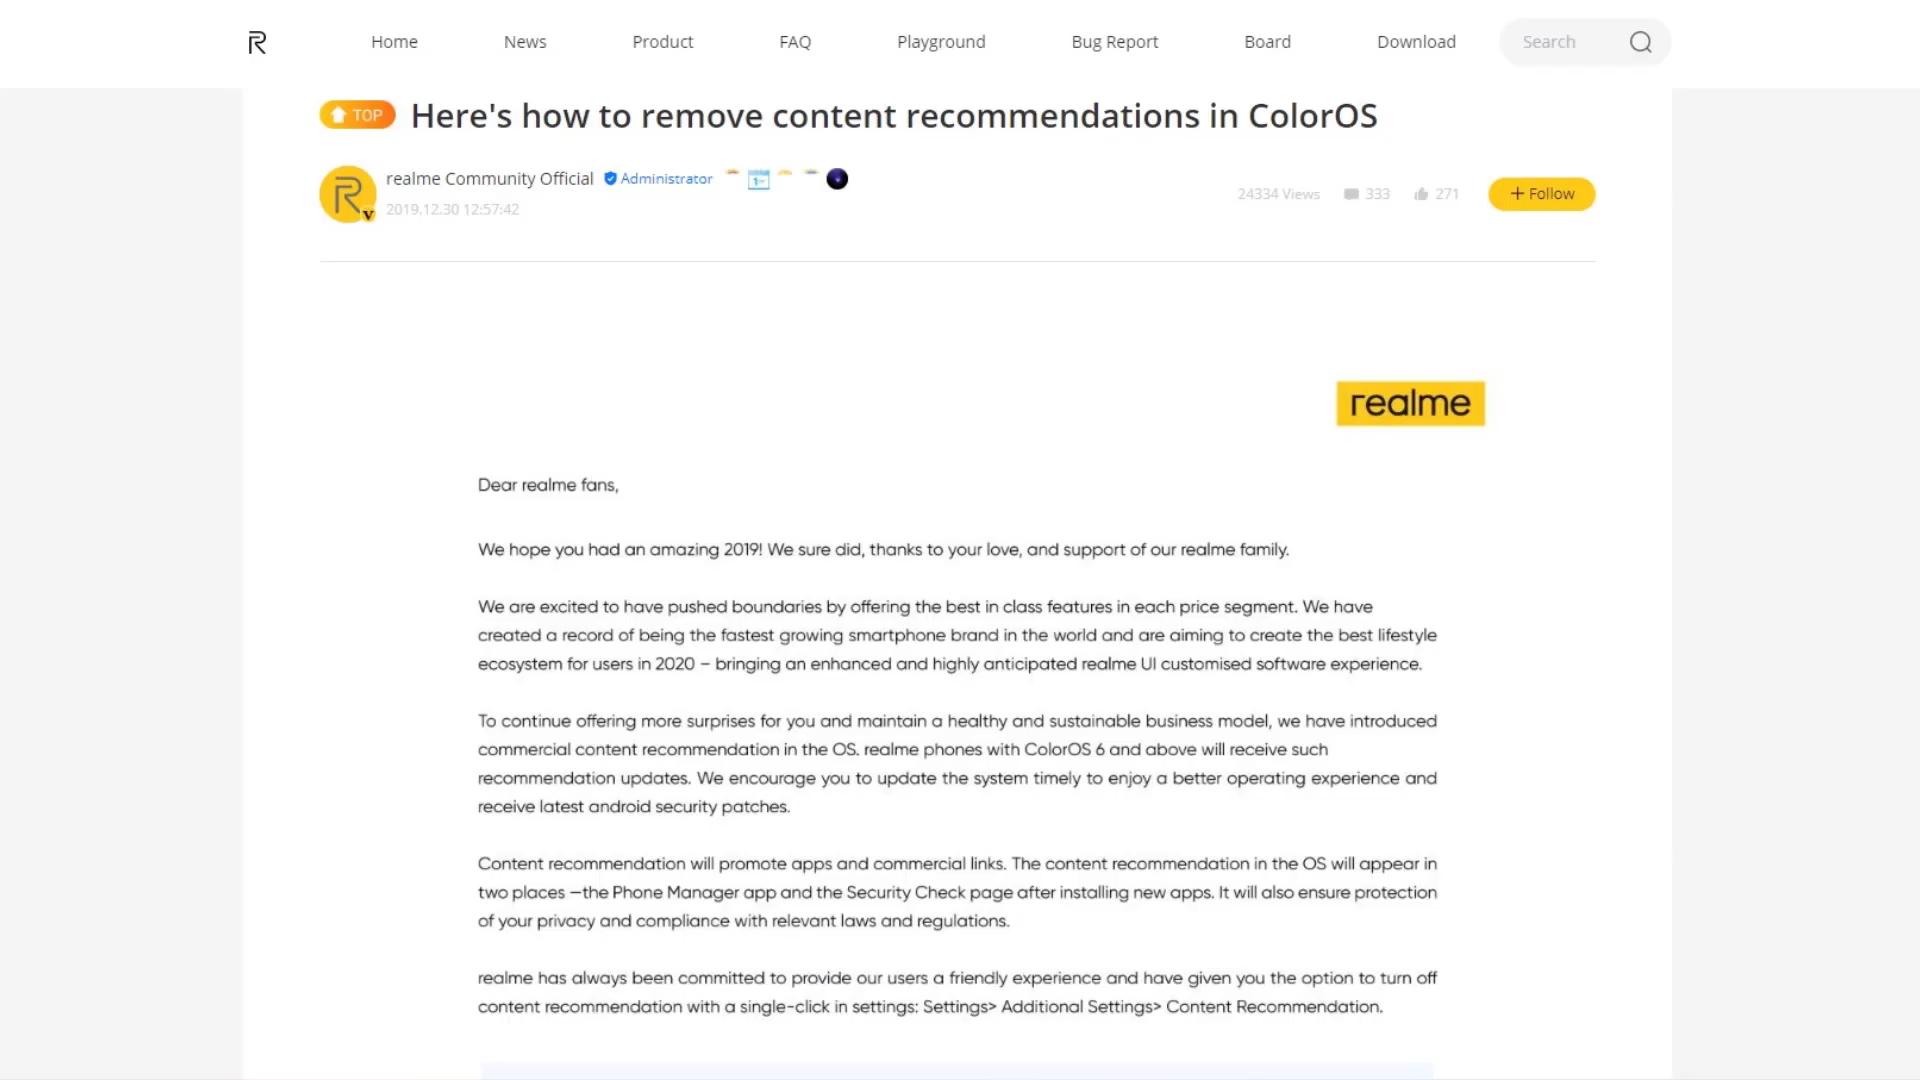 R Home News Product FAQ Playground Bug Report Board Download Search
TOP Here's how to remove content recommendations in ColorOS
realme Community Official Administrator
2019.12.30 12:57:42
24334 Views 333 271 + Follow
realme
Dear realme fans,
We hope you had an amazing 2019! We sure did, thanks to your love, and support of our realme family.
We are excited to have pushed boundaries by offering the best in class features in each price segment. We have
created a record of being the fastest growing smartphone brand in the world and are aiming to create the best lifestyle
ecosystem for users in 2020 – bringing an enhanced and highly anticipated realme UI customised software experience.
To continue offering more surprises for you and maintain a healthy and sustainable business model, we have introduced
commercial content recommendation in the OS. realme phones with ColorOS 6 and above will receive such
recommendation updates. We encourage you to update the system timely to enjoy a better operating experience and
receive latest android security patches.
Content recommendation will promote apps and commercial links. The content recommendation in the OS will appear in
two places –the Phone Manager app and the Security Check page after installing new apps. It will also ensure protection
of your privacy and compliance with relevant laws and regulations.
realme has always been committed to provide our users a friendly experience and have given you the option to turn off
content recommendation with a single-click in settings: Settings> Additional Settings> Content Recommendation.